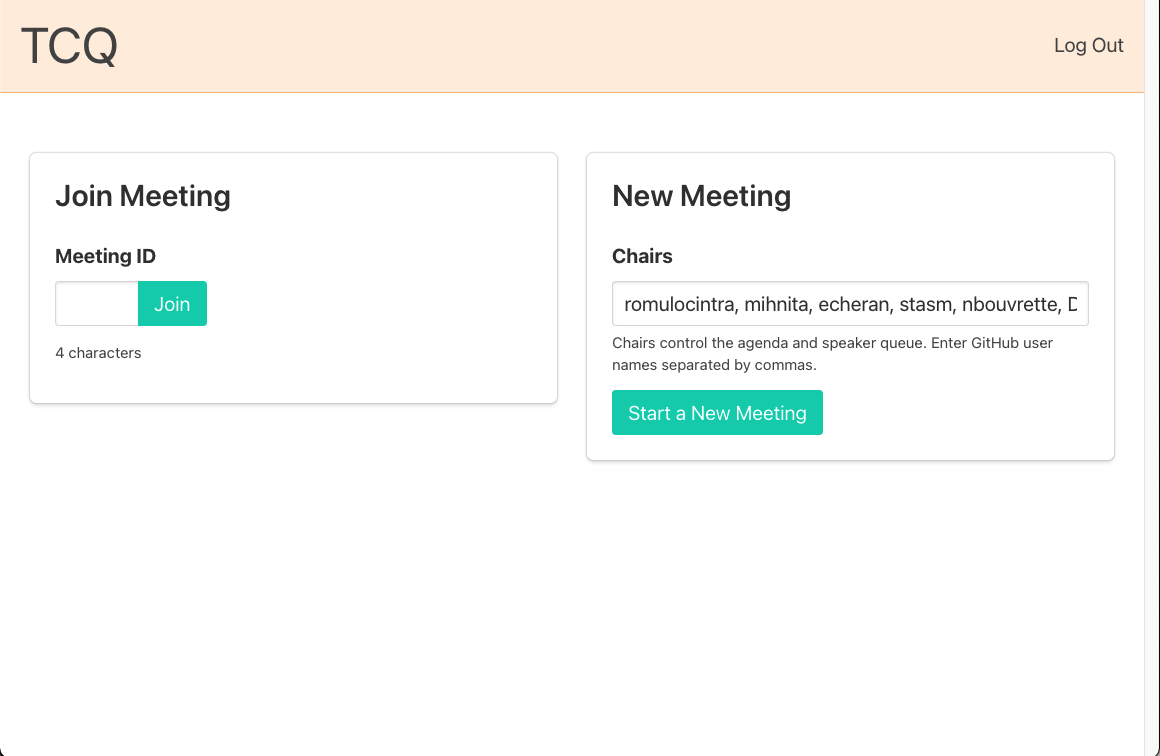 TCQ
Log Out
Join Meeting
Meeting ID
Join
4 characters
New Meeting
Chairs
romulocintra, mihnita, echeran, stasm, nbouvrette, D
Chairs control the agenda and speaker queue. Enter GitHub user
names separated by commas.
Start a New Meeting